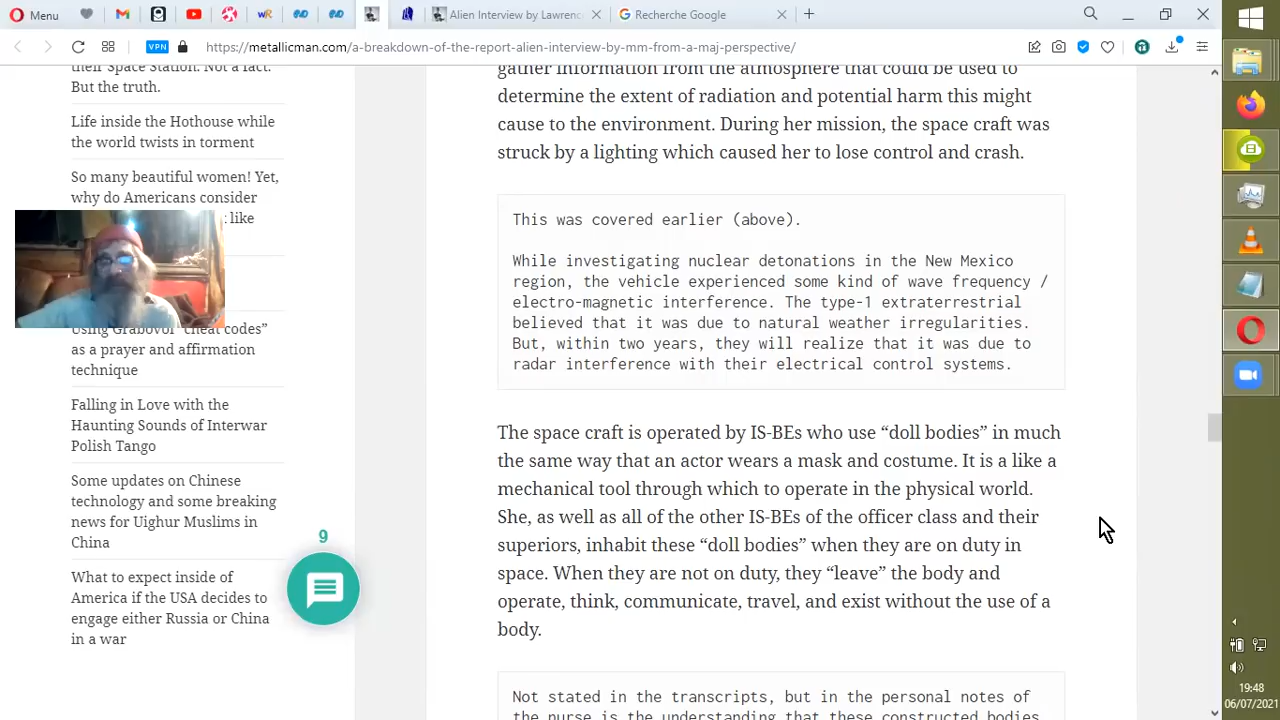 Menu
wR
Alien Interview by Lawrenc
Recherche Google
VPN
https://metallicman.com/a-breakdown-of-the-report-alien-interview-by-mm-from-a-maj-perspective/
their Space Station. Not a fact.
But the truth.
Life inside the Hothouse while
the world twists in torment
So many beautiful women! Yet,
why do Americans consider
like
Using Grabovoi “cheat codes”
as a prayer and affirmation
technique
Falling in Love with the
Haunting Sounds of Interwar
Polish Tango
Some updates on Chinese
technology and some breaking
news for Uighur Muslims in
China
What to expect inside of
America if the USA decides to
engage either Russia or China
in a war
9
gather information from the atmosphere that could be used to
determine the extent of radiation and potential harm this might
cause to the environment. During her mission, the space craft was
struck by a lighting which caused her to lose control and crash.
This was covered earlier (above).
While investigating nuclear detonations in the New Mexico
region, the vehicle experienced some kind of wave frequency /
electro-magnetic interference. The type-1 extraterrestrial
believed that it was due to natural weather irregularities.
But, within two years, they will realize that it was due to
radar interference with their electrical control systems.
The space craft is operated by IS-BEs who use “doll bodies” in much
the same way that an actor wears a mask and costume. It is a like a
mechanical tool through which to operate in the physical world.
She, as well as all of the other IS-BEs of the officer class and their
superiors, inhabit these “doll bodies” when they are on duty in
space. When they are not on duty, they “leave” the body and
operate, think, communicate, travel, and exist without the use of a
body.
Not stated in the transcripts, but in the personal notes of
the nurse is the understanding that these constructed bodies
19:48
06/07/2021